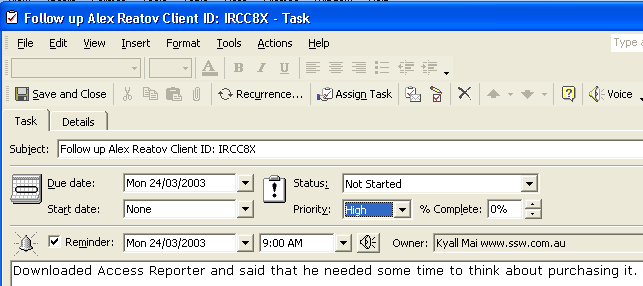 Follow up Alex Reatov Client ID: IRCC8X - Task
File Edit View Insert Format Tools Actions Help Type a
A B I U
Save and Close Recurrence... Assign Task Voice
Task Details
Subject: Follow up Alex Reatov Client ID: IRCC8X
Due date: Mon 24/03/2003 Status: Not Started
Start date: None Priority: High % Complete: 0%
Reminder: Mon 24/03/2003 9:00 AM Owner: Kyall Mai www.ssw.com.au
Downloaded Access Reporter and said that he needed some time to think about purchasing it.